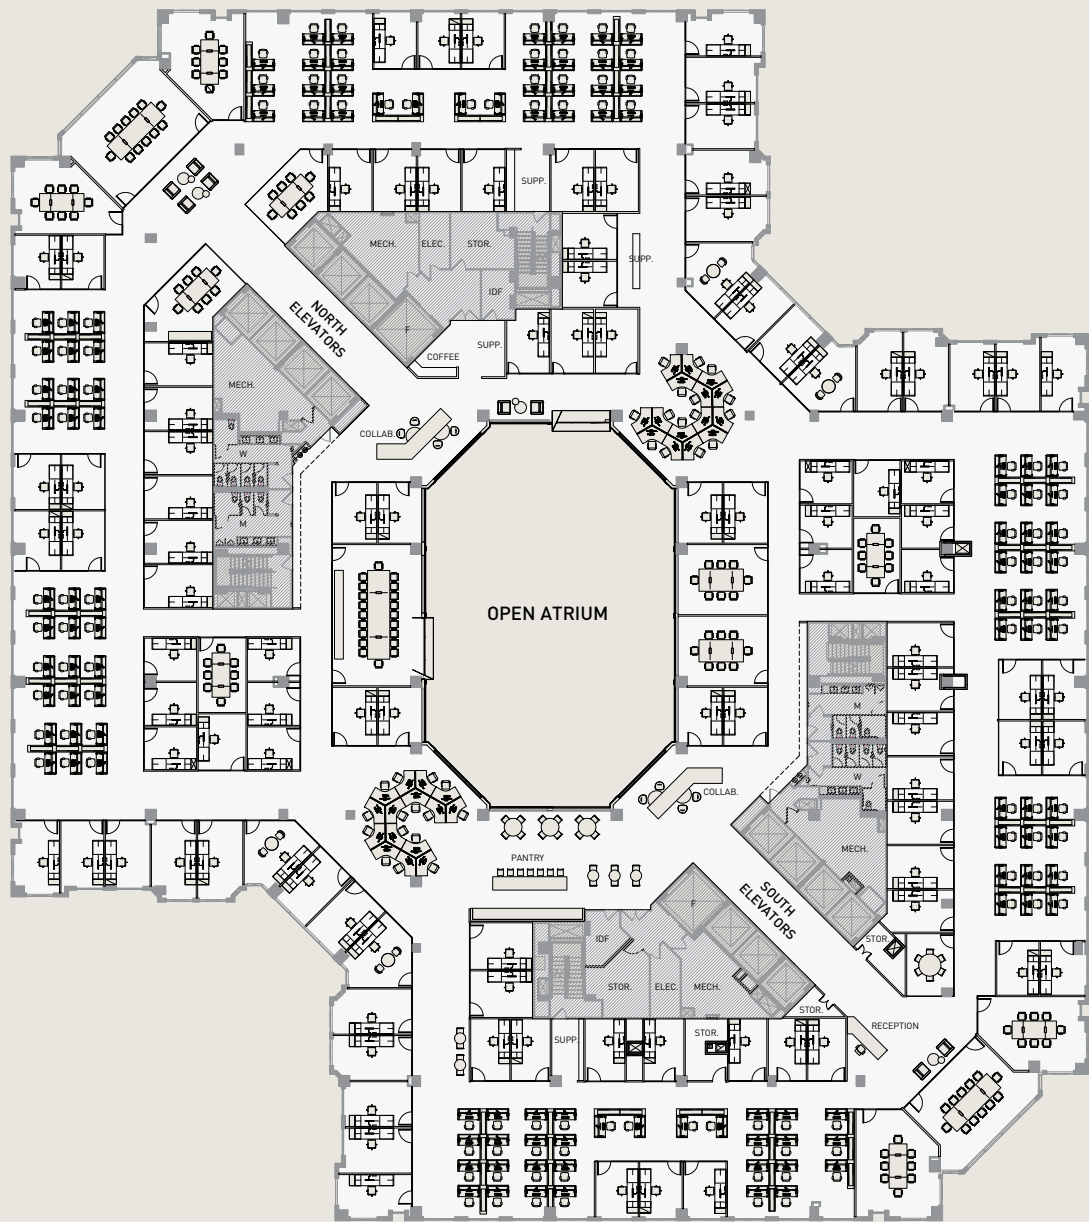 SUPP.
MECH.
ELEC.
STOR.
SUPP.
IDF
NORTH
ELEVATORS
F
SUPP.
COFFEE
MECH.
COLLAB.
W
M
OPEN ATRIUM
M
W
COLLAB.
MECH.
PANTRY
SOUTH
ELEVATORS
F
IDF
STOR.
STOR.
ELEC.
MECH.
STOR.
RECEPTION
SUPP.
STOR.